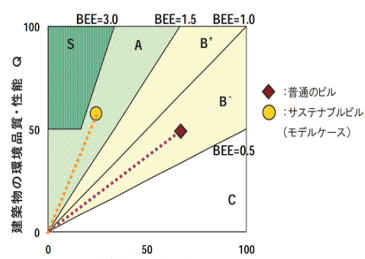 BEE=3.0 BEE=1.5 BEE=1.0
100
S A B+
B-
50
BEE=0.5
C
0
0 50 100
建築物の環境品質・性能 Q
:普通のビル
:サステナブルビル
(モデルケース)